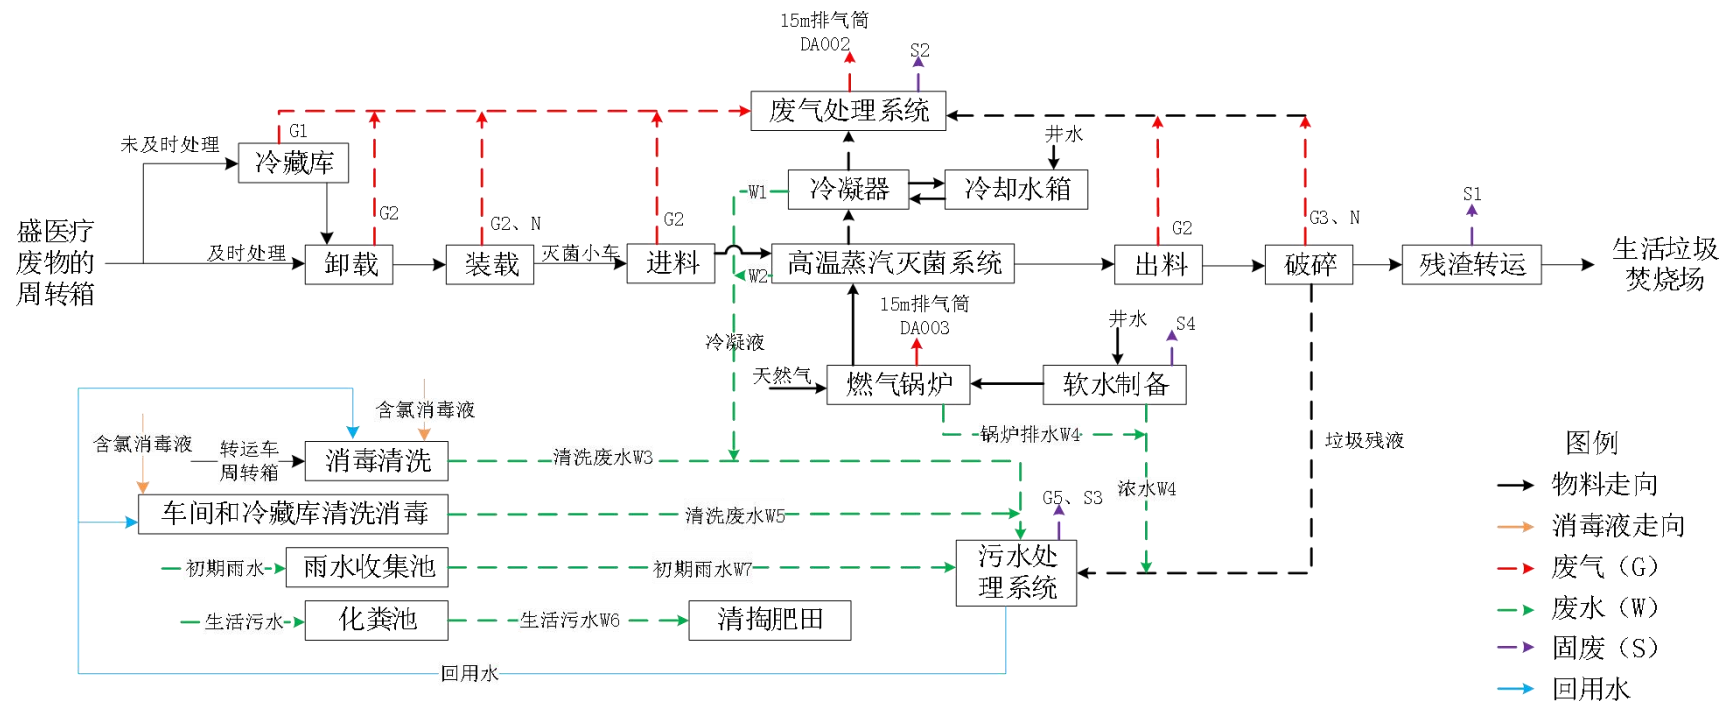 15m排气筒
DA002
S2
废气处理系统
G1
未及时处理
冷藏库
井水
冷凝器
冷却水箱
W1
S1
G2
G2、N
G2
G2
G3、N
盛医疗
废物的
周转箱
及时处理
卸载
装载
灭菌小车
进料
高温蒸汽灭菌系统
出料
破碎
残渣转运
生活垃圾
焚烧场
W2
15m排气筒
DA003
井水
S4
冷凝液
天然气
燃气锅炉
软水制备
含氯消毒液
含氯消毒液
转运车
周转箱
消毒清洗
清洗废水W3
锅炉排水W4
垃圾残液
浓水W4
车间和冷藏库清洗消毒
清洗废水W5
G5、S3
初期雨水
雨水收集池
初期雨水W7
污水处
理系统
生活污水
化粪池
生活污水W6
清掏肥田
回用水
图例
物料走向
消毒液走向
废气（G）
废水（W）
固废（S）
回用水